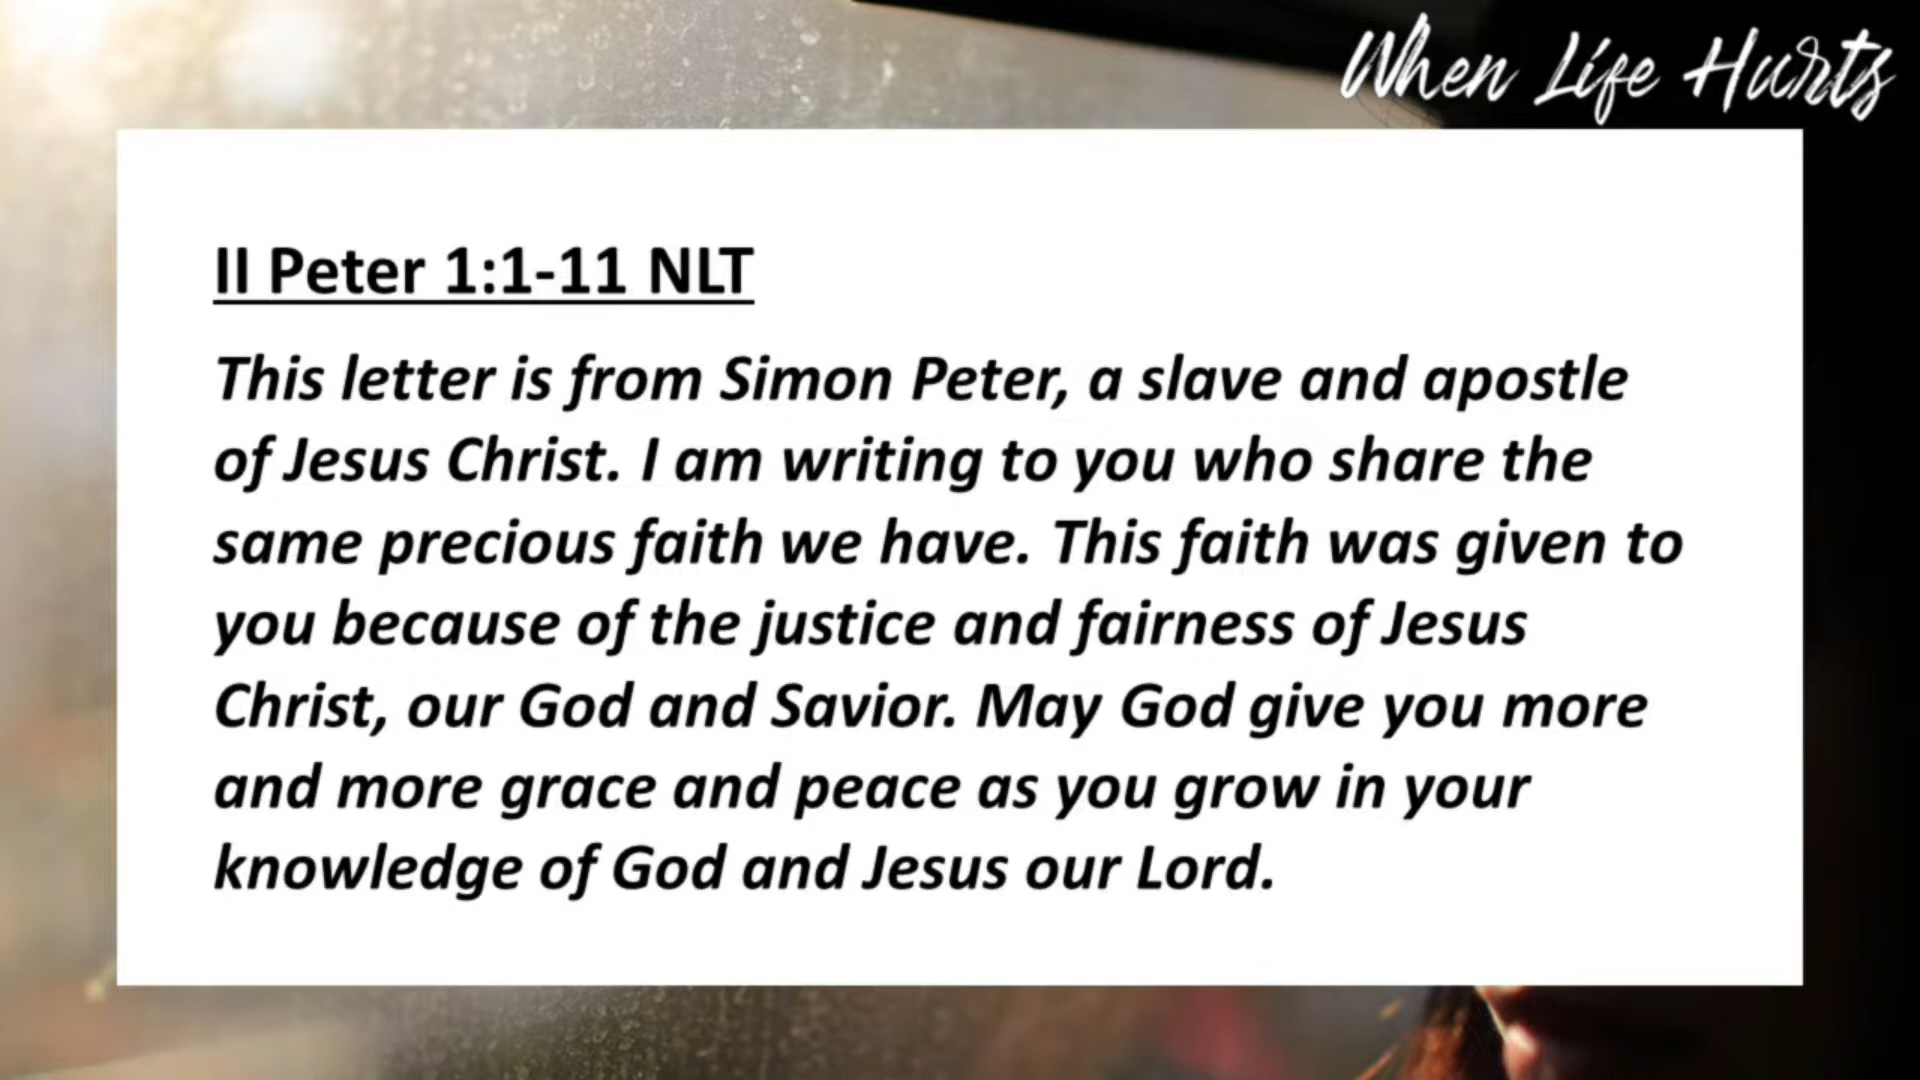 When Life Hurts
II Peter 1:1-11 NLT
This letter is from Simon Peter, a slave and apostle
of Jesus Christ. I am writing to you who share the
same precious faith we have. This faith was given to
you because of the justice and fairness of Jesus
Christ, our God and Savior. May God give you more
and more grace and peace as you grow in your
knowledge of God and Jesus our Lord.